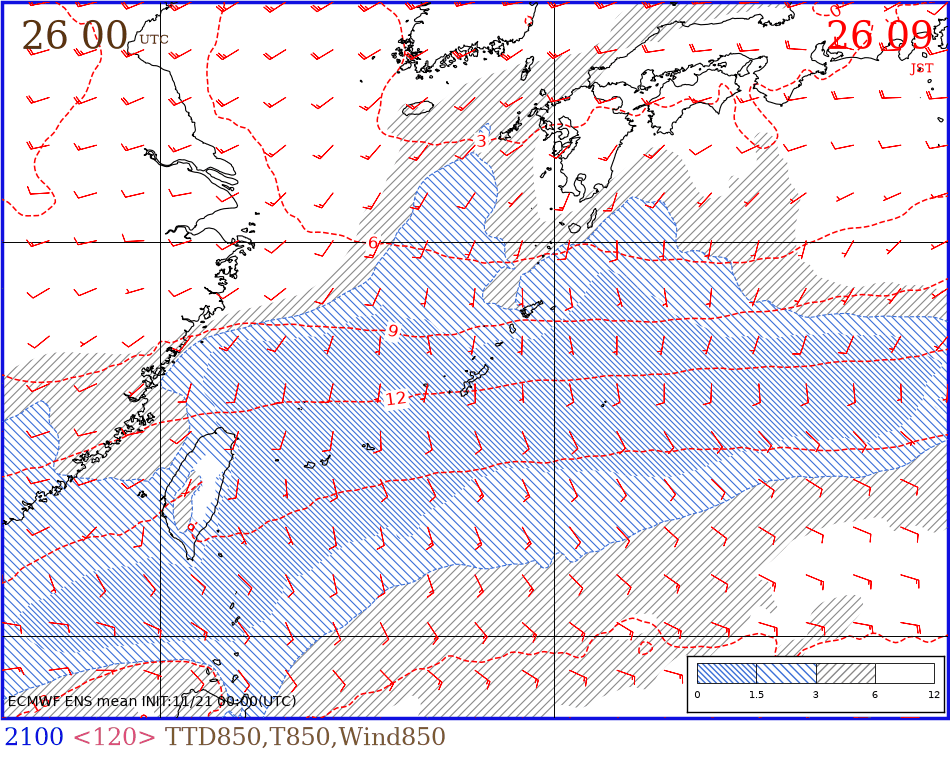 26 00 UTC
26 09
JST
3
6
9
12
0
ECMWF ENS mean INIT:11/21 00:00(UTC)
0 1.5 3 6 12
2100 <120> TTD850,T850,Wind850